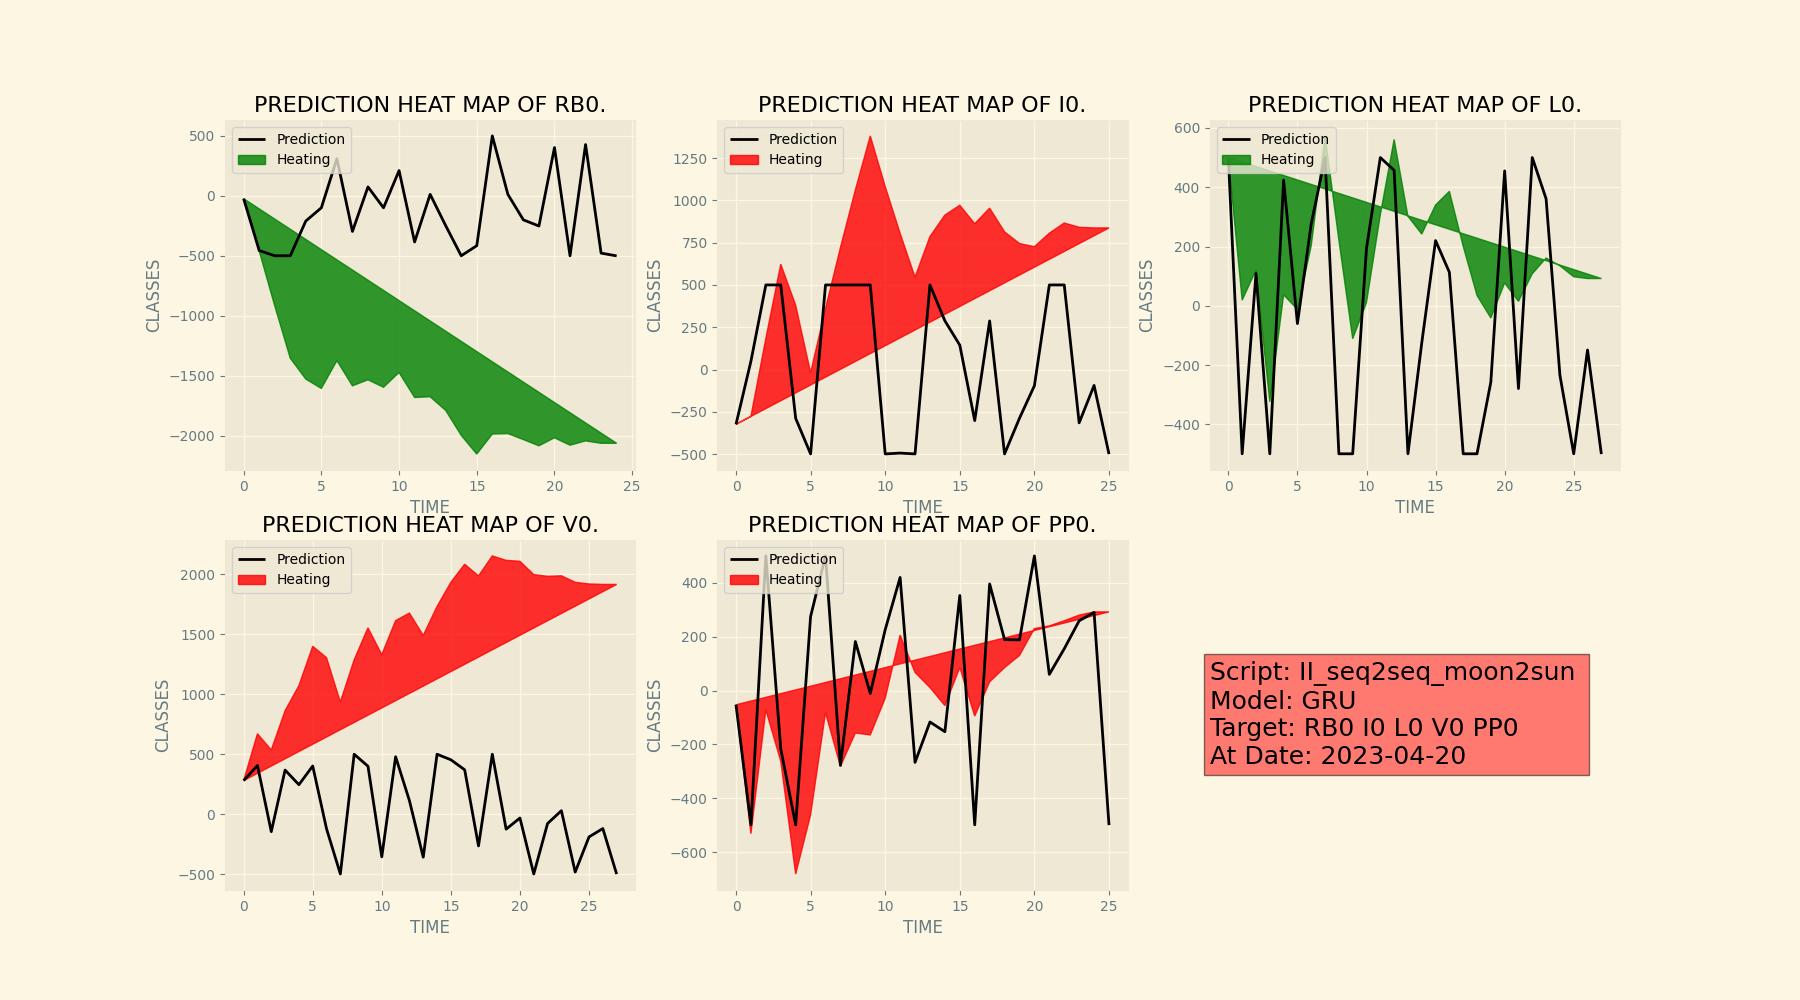 PREDICTION HEAT MAP OF RB0.
Prediction
Heating
500
0
−500
−1000
−1500
−2000
CLASSES
0 5 10 15 20 25
TIME
PREDICTION HEAT MAP OF I0.
Prediction
Heating
1250
1000
750
500
250
0
−250
−500
CLASSES
0 5 10 15 20 25
TIME
PREDICTION HEAT MAP OF L0.
Prediction
Heating
600
400
200
0
−200
−400
CLASSES
0 5 10 15 20 25
TIME
PREDICTION HEAT MAP OF V0.
Prediction
Heating
2000
1500
1000
500
0
−500
CLASSES
0 5 10 15 20 25
TIME
PREDICTION HEAT MAP OF PP0.
Prediction
Heating
400
200
0
−200
−400
−600
CLASSES
0 5 10 15 20 25
TIME
Script: II_seq2seq_moon2sun
Model: GRU
Target: RB0 I0 L0 V0 PP0
At Date: 2023-04-20